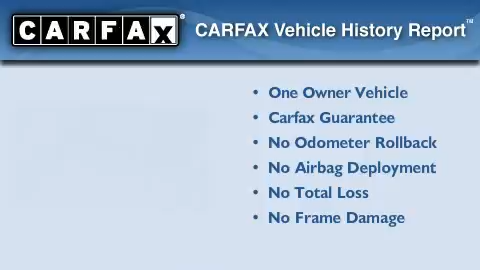 CARFAX® CARFAX Vehicle History Report™
• One Owner Vehicle
• Carfax Guarantee
• No Odometer Rollback
• No Airbag Deployment
• No Total Loss
• No Frame Damage